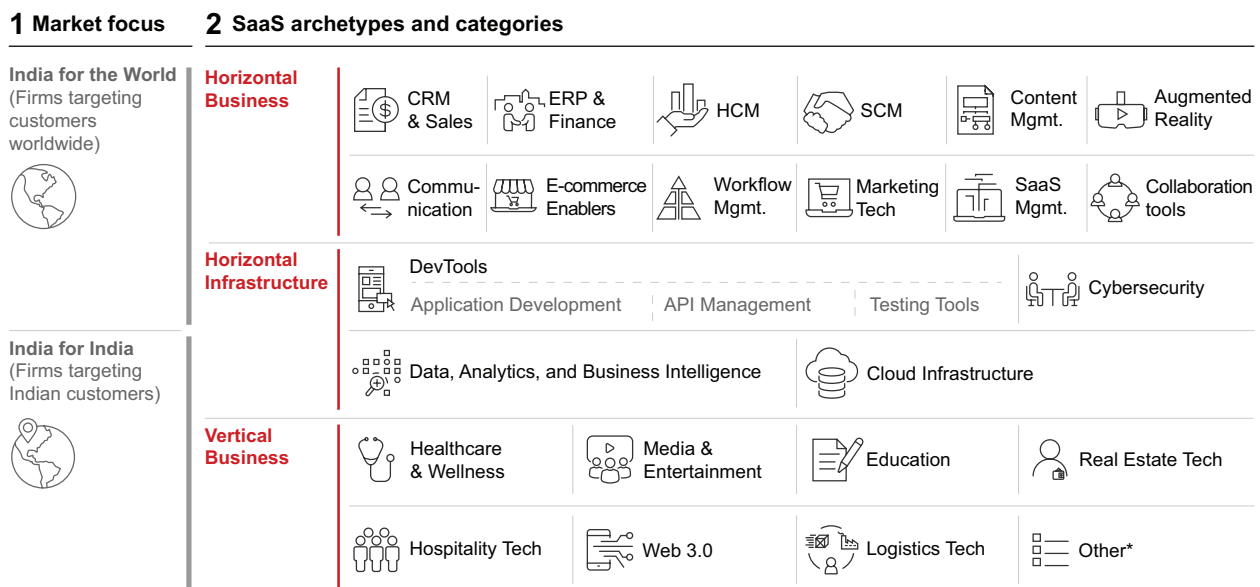 1 Market focus
2 SaaS archetypes and categories
India for the World
(Firms targeting
customers
worldwide)
India for India
(Firms targeting
Indian customers)
Horizontal
Business
CRM
& Sales
ERP &
Finance
HCM
SCM
Content
Mgmt.
Augmented
Reality
Commu-
nication
E-commerce
Enablers
Workflow
Mgmt.
Marketing
Tech
SaaS
Mgmt.
Collaboration
tools
Horizontal
Infrastructure
DevTools
Application Development
API Management
Testing Tools
Cybersecurity
Data, Analytics, and Business Intelligence
Cloud Infrastructure
Vertical
Business
Healthcare
& Wellness
Media &
Entertainment
Education
Real Estate Tech
Hospitality Tech
Web 3.0
Logistics Tech
Other*